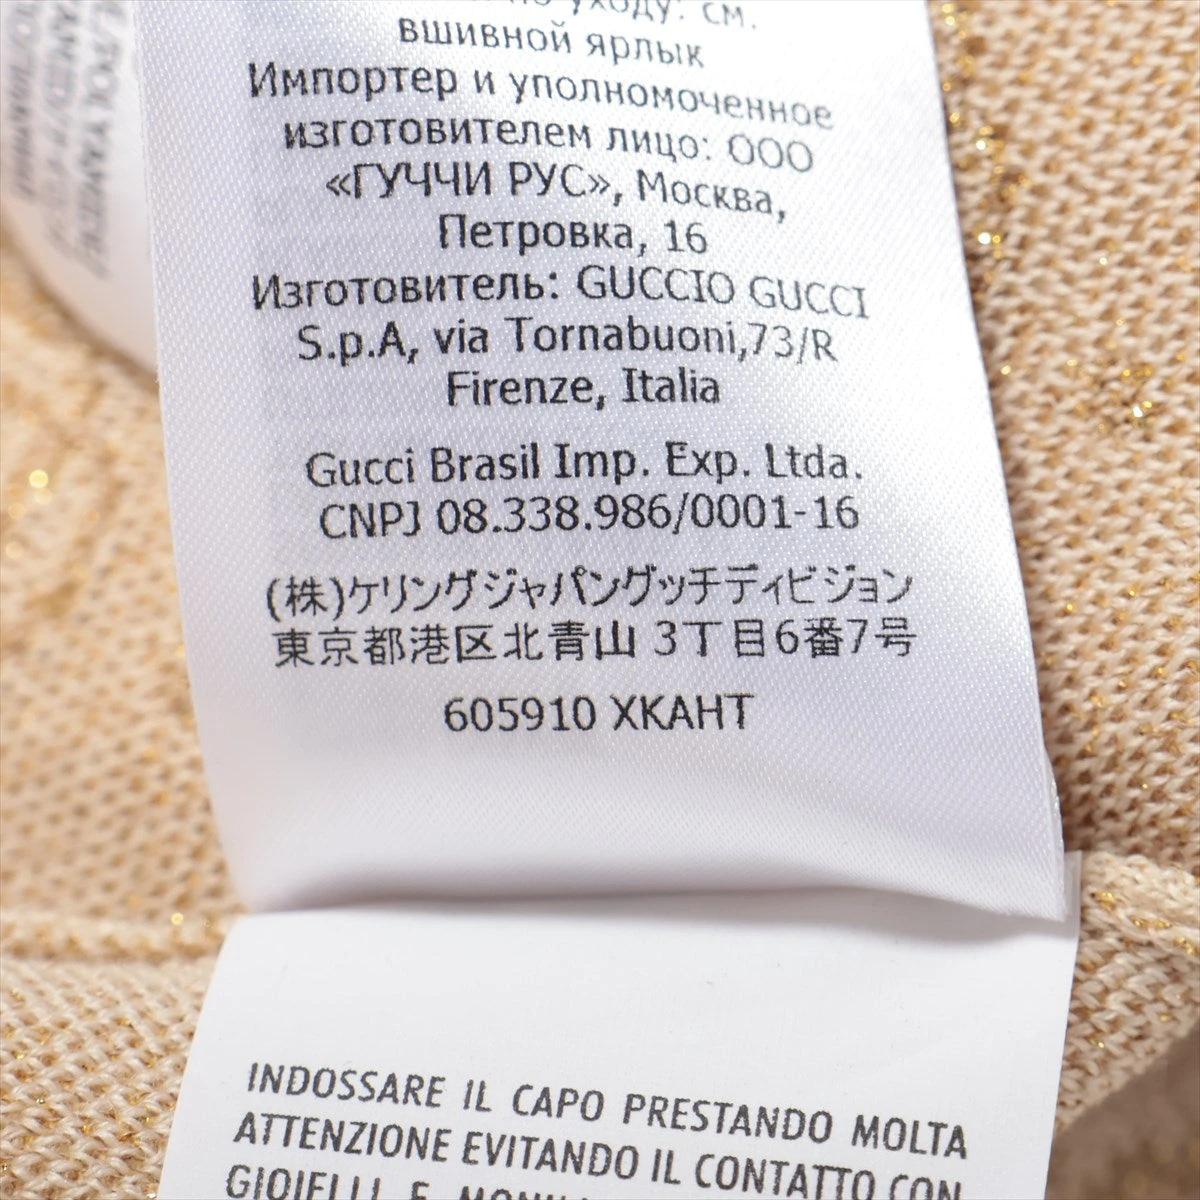 уходу: см.
вшивной ярлык
Импортер и уполномоченное
изготовителем лицо: ООО
«ГУЧЧИ РУС», Москва,
Петровка, 16
Изготовитель: GUCCIO GUCCI
S.p.A, via Tornabuoni,73/R
Firenze, Italia
Gucci Brasil Imp. Exp. Ltda.
CNPJ 08.338.986/0001-16
(株)ケリングジャパングッチディビジョン
東京都港区北青山 3丁目6番7号
605910 XKAHT
INDOSSARE IL CAPO PRESTANDO MOLTA
ATTENZIONE EVITANDO IL CONTATTO CON
GIOIELLI E